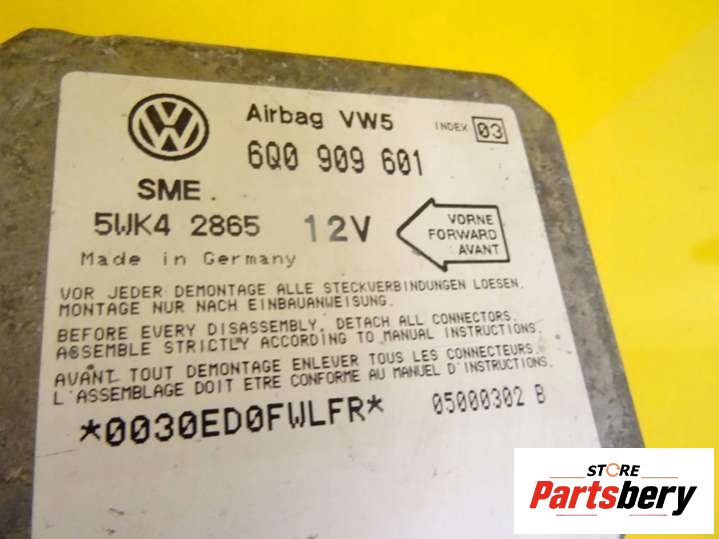 Airbag VW5 INDEX 03
6Q0 909 601
SME.
5WK4 2865 12V
VORNE
FORWARD
AVANT
Made in Germany
VOR JEDER DEMONTAGE ALLE STECKVERBINDUNGEN LOESEN.
MONTAGE NUR NACH EINBAUANWEISUNG.
BEFORE EVERY DISASSEMBLY, DETACH ALL CONNECTORS.
ASSEMBLE STRICTLY ACCORDING TO MANUAL INSTRUCTIONS.
AVANT TOUT DEMONTAGE ENLEVER TOUS LES CONNECTEURS.
L'ASSEMBLAGE DOIT ETRE CONFORME AU MANUEL D'INSTRUCTIONS.
*0030ED0FWLFR* 05000302 B
STORE
Partsbery